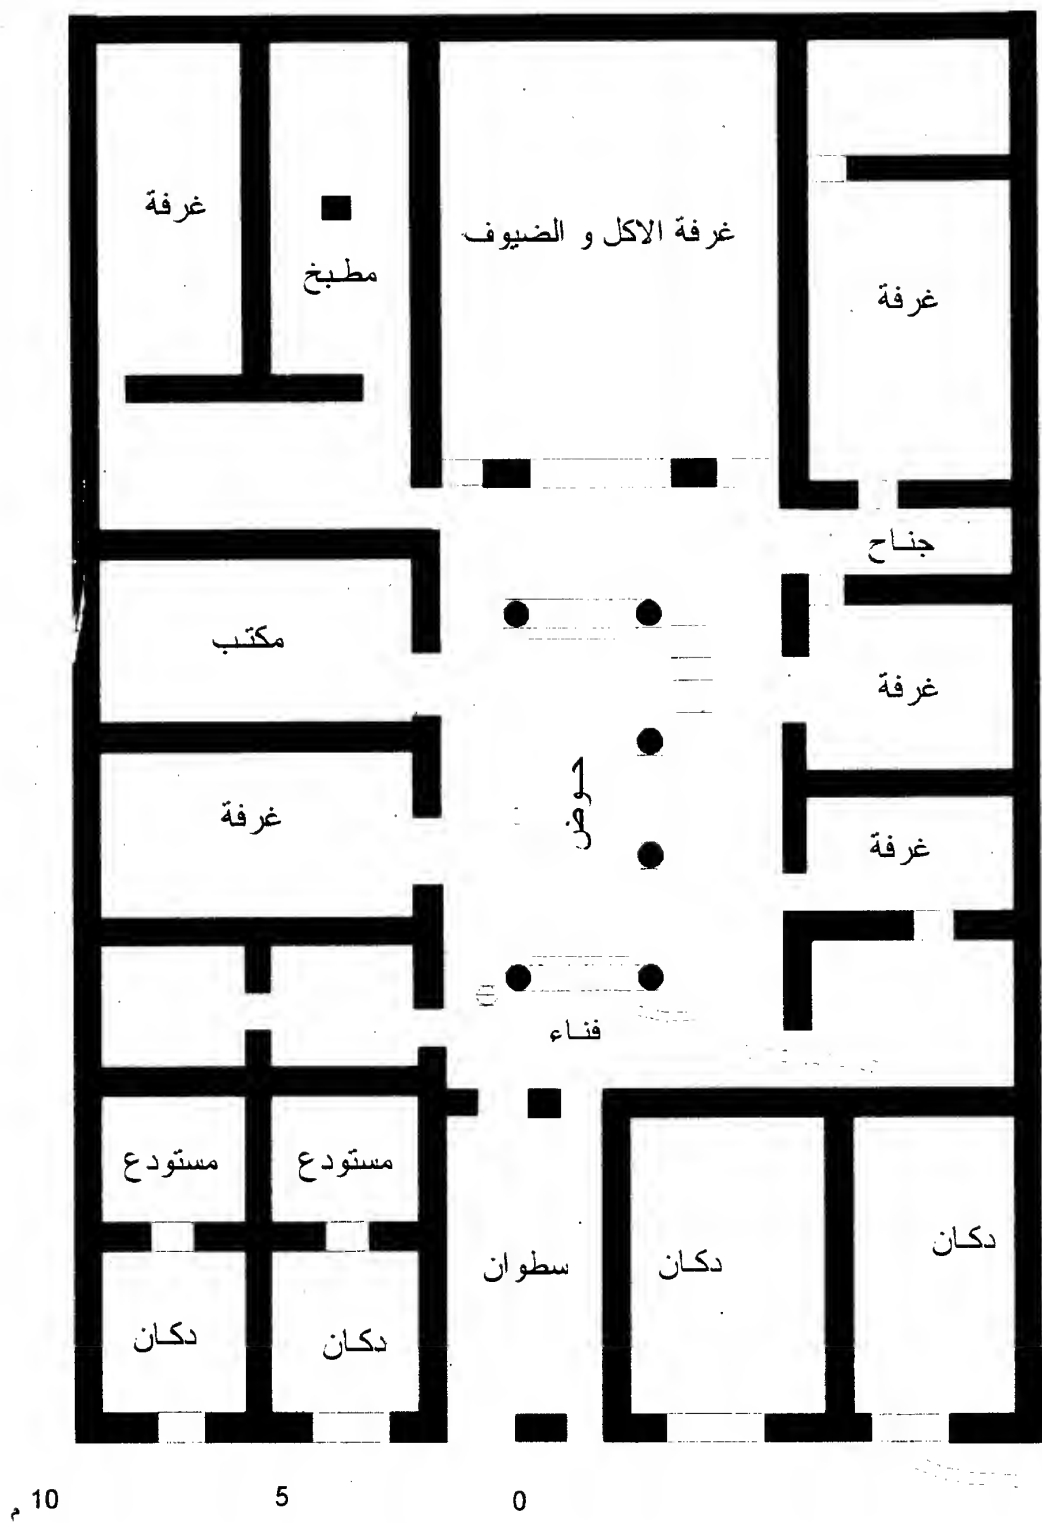 غرفة
مطبخ
غرفة الاكل و الضيوف
غرفة
جناح
مكتب
غرفة
حوض
غرفة
غرفة
فناء
مستودع
مستودع
سطوان
دكان
دكان
دكان
دكان
0 5 10 م